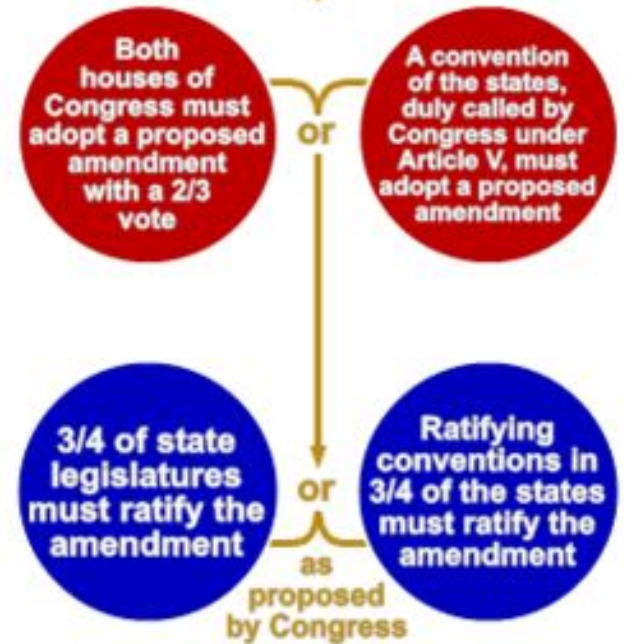 Both
houses of
Congress must
adopt a proposed
amendment
with a 2/3
vote
or
A convention
of the states,
duly called by
Congress under
Article V, must
adopt a proposed
amendment
3/4 of state
legislatures
must ratify the
amendment
or
as
proposed
by Congress
Ratifying
conventions in
3/4 of the states
must ratify the
amendment